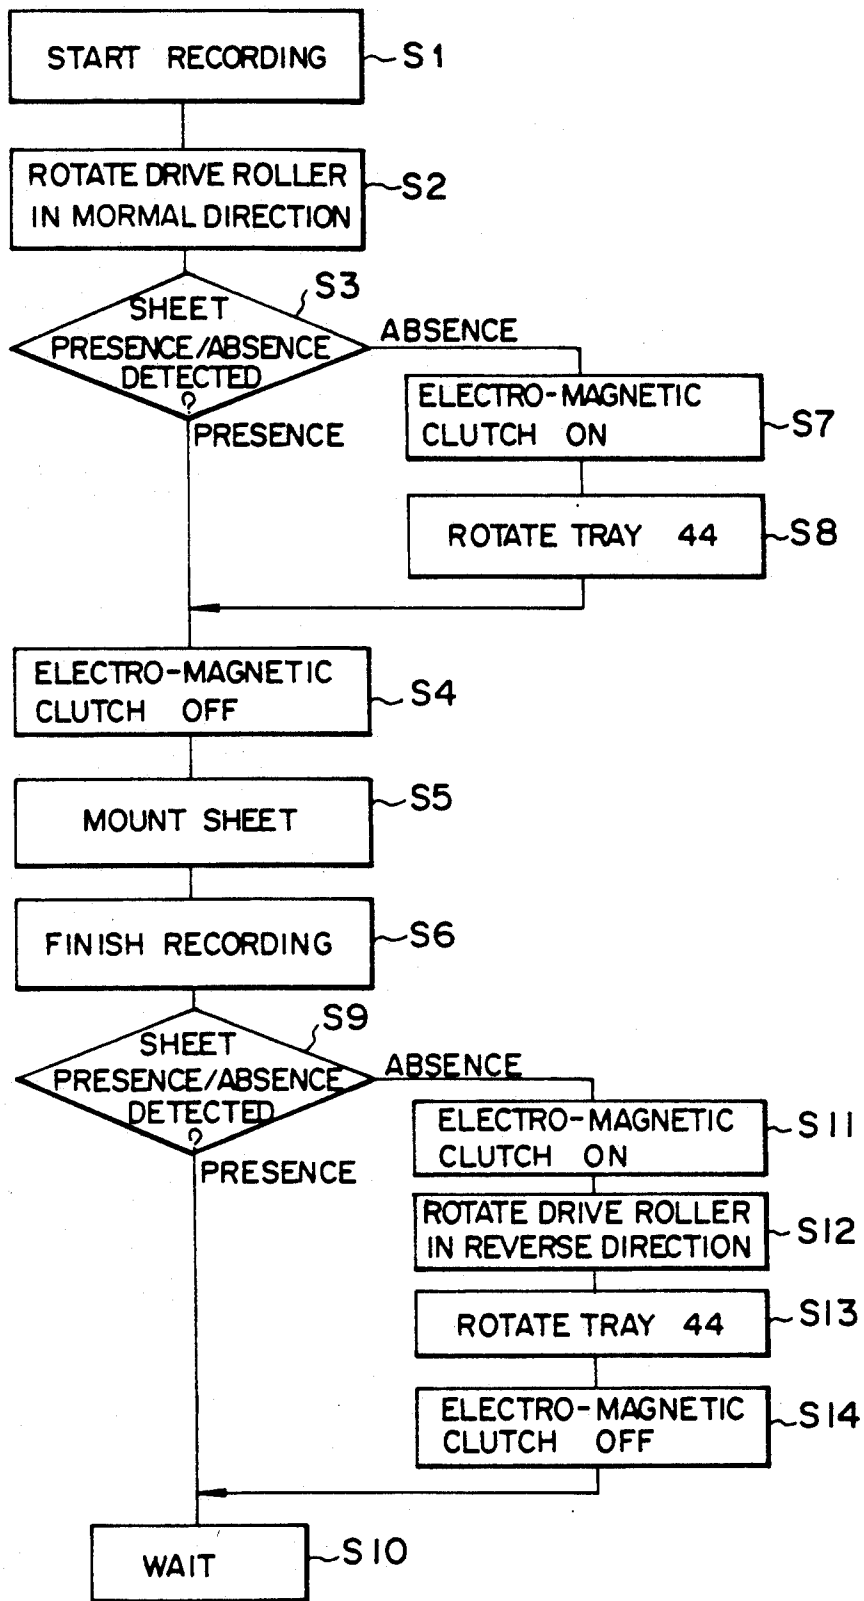 START RECORDING
S1
ROTATE DRIVE ROLLER
IN MORMAL DIRECTION
S2
SHEET
PRESENCE/ABSENCE
DETECTED
?
S3
ABSENCE
PRESENCE
ELECTRO-MAGNETIC
CLUTCH ON
S7
ROTATE TRAY 44
S8
ELECTRO-MAGNETIC
CLUTCH OFF
S4
MOUNT SHEET
S5
FINISH RECORDING
S6
SHEET
PRESENCE/ABSENCE
DETECTED
?
S9
ABSENCE
PRESENCE
ELECTRO-MAGNETIC
CLUTCH ON
S11
ROTATE DRIVE ROLLER
IN REVERSE DIRECTION
S12
ROTATE TRAY 44
S13
ELECTRO-MAGNETIC
CLUTCH OFF
S14
WAIT
S10